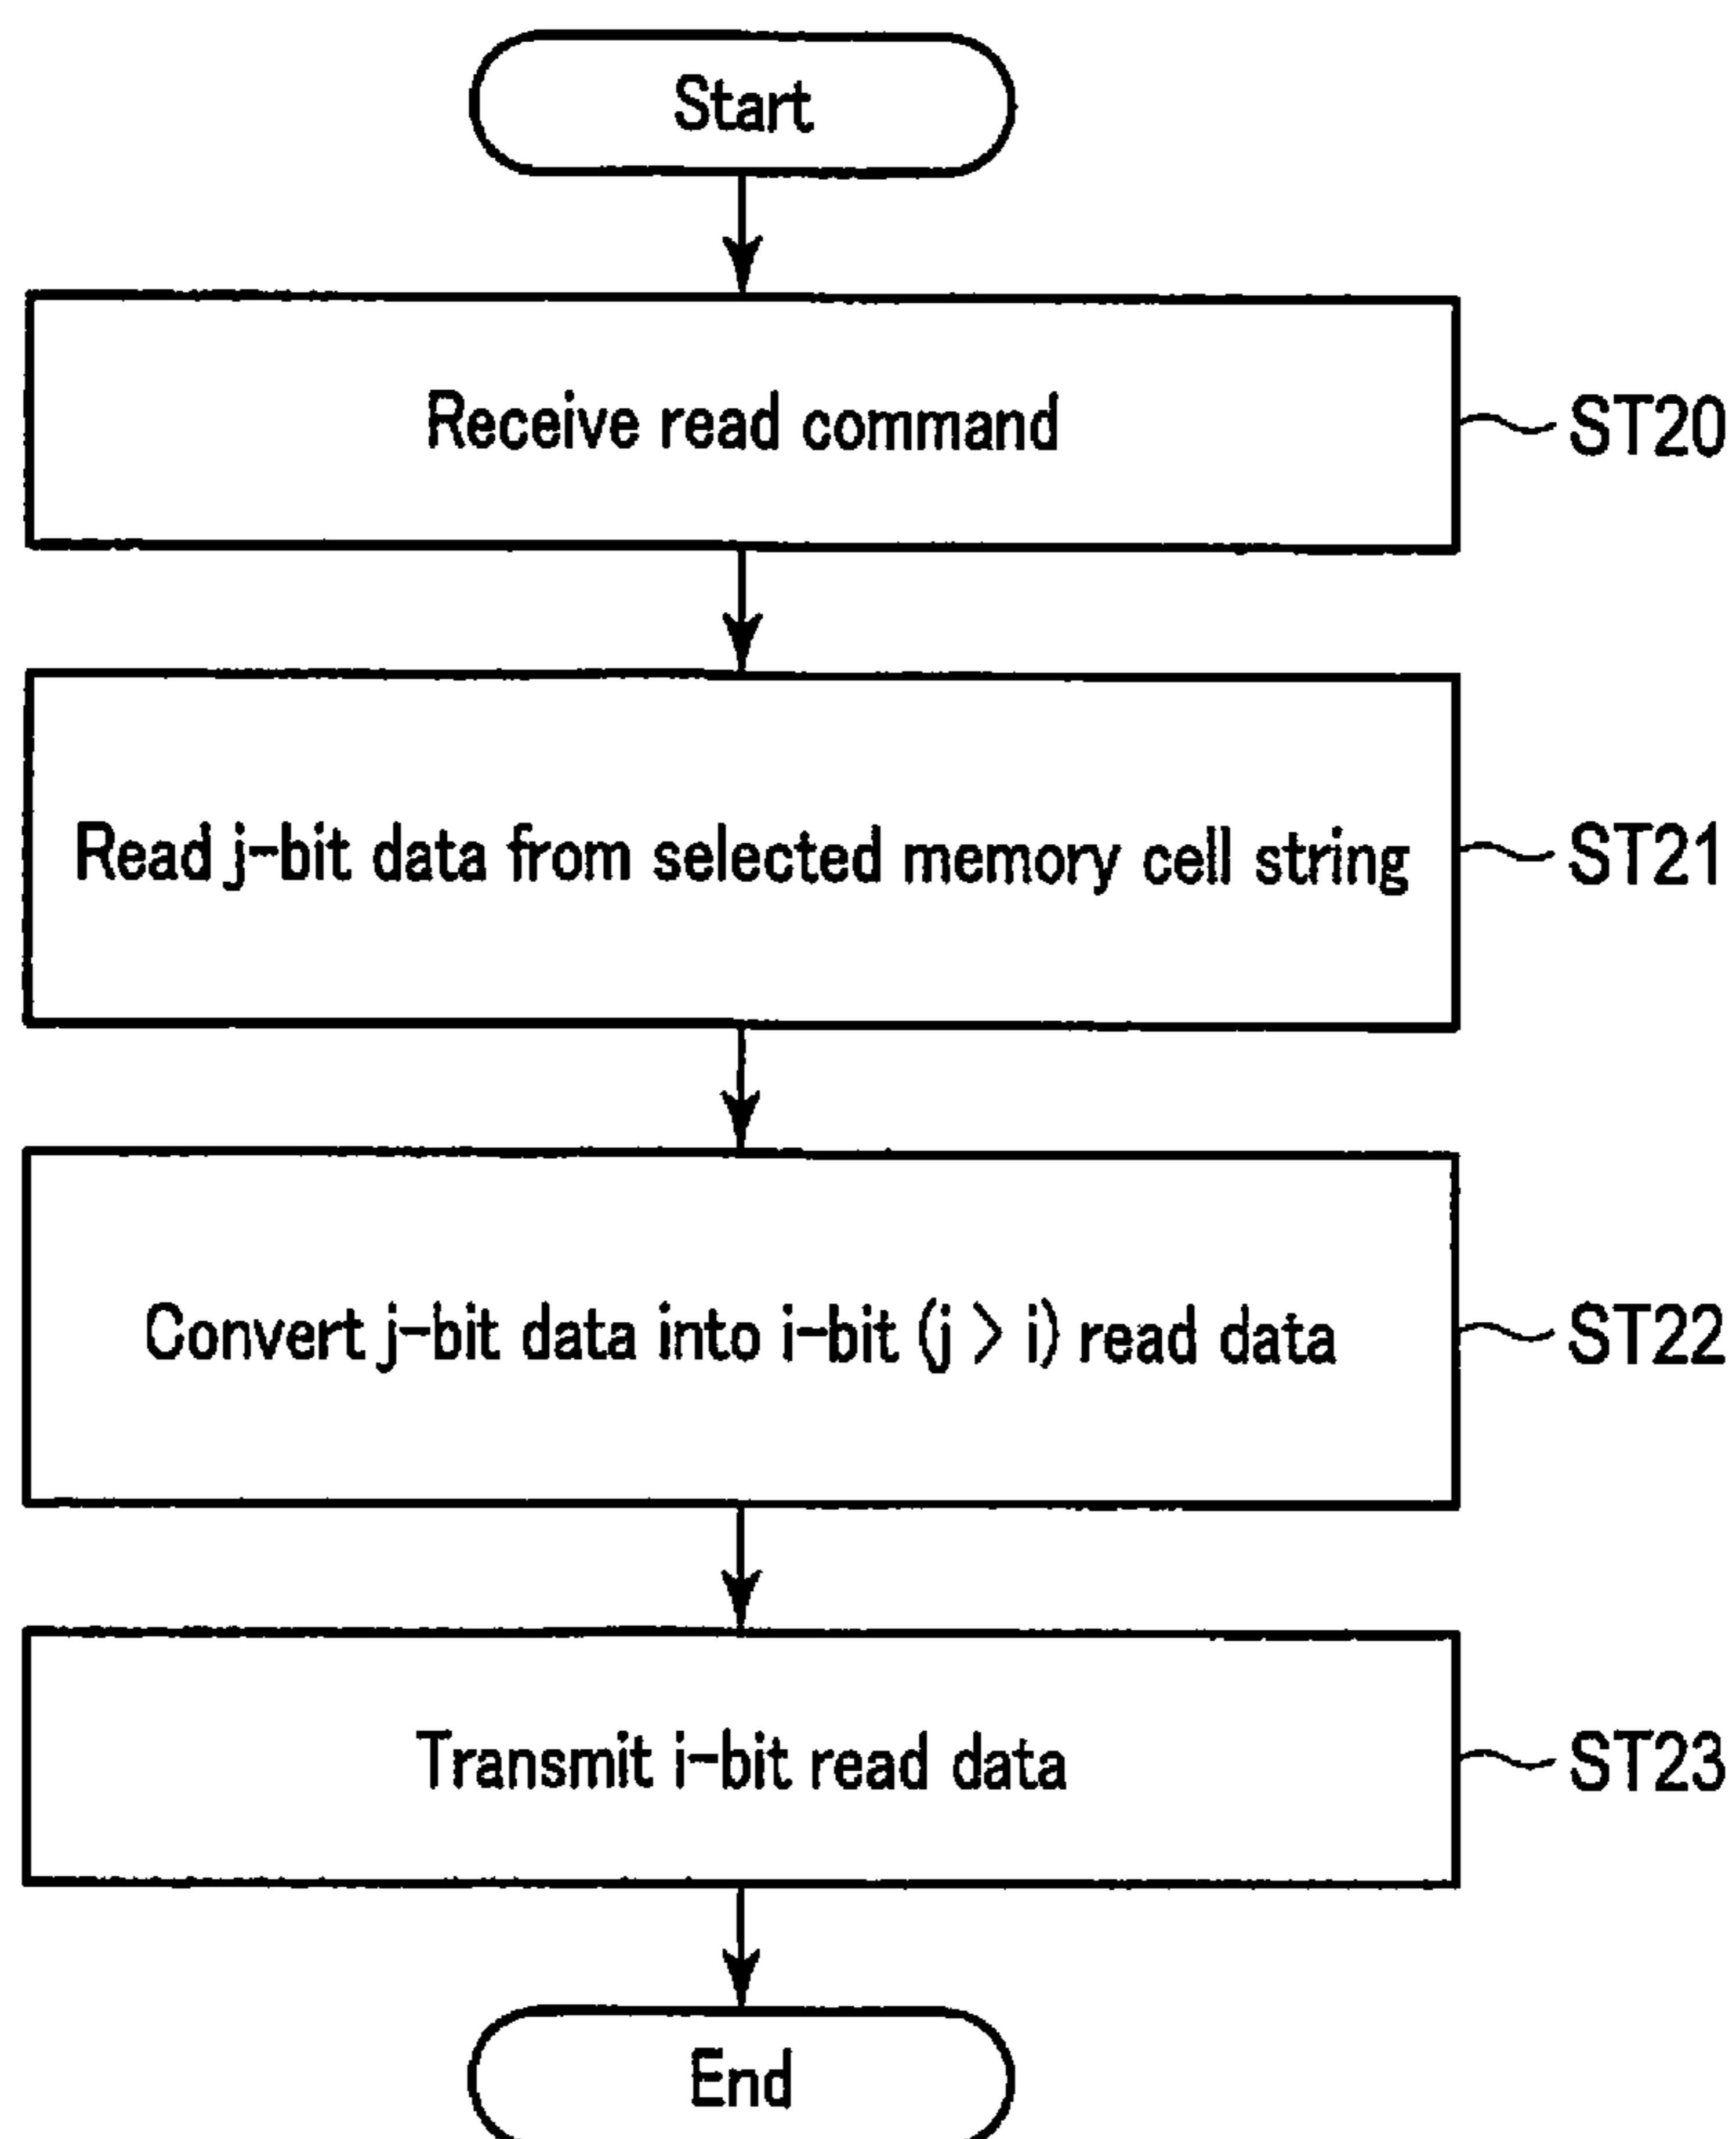 Start
Receive read command
ST20
Read j-bit data from selected memory cell string
ST21
Convert j-bit data into i-bit (j > i) read data
ST22
Transmit i-bit read data
ST23
End